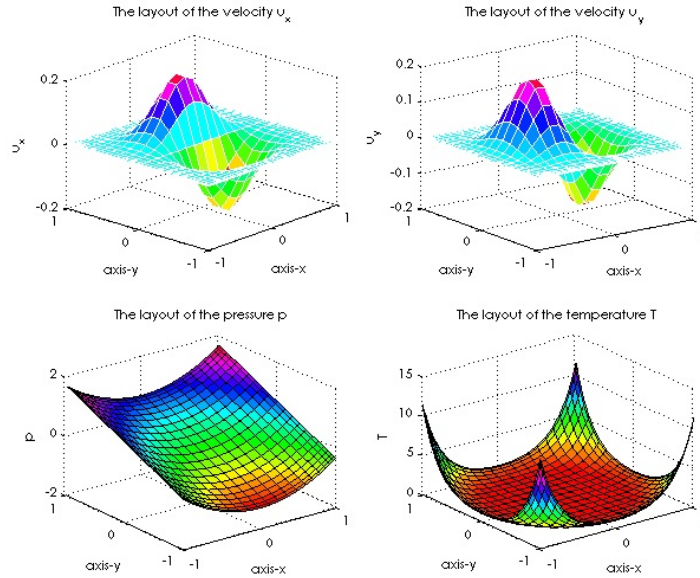 The layout of the velocity υx
0.2
0
-0.2
υx
1
0
-1
axis-y
-1
0
1
axis-x
The layout of the velocity υy
0.2
0.1
0
-0.1
-0.2
υy
1
0
-1
axis-y
-1
0
axis-x
The layout of the pressure p
2
0
-2
p
1
0
-1
axis-y
-1
0
1
axis-x
The layout of the temperature T
15
10
5
0
T
1
0
-1
axis-y
-1
0
1
axis-x